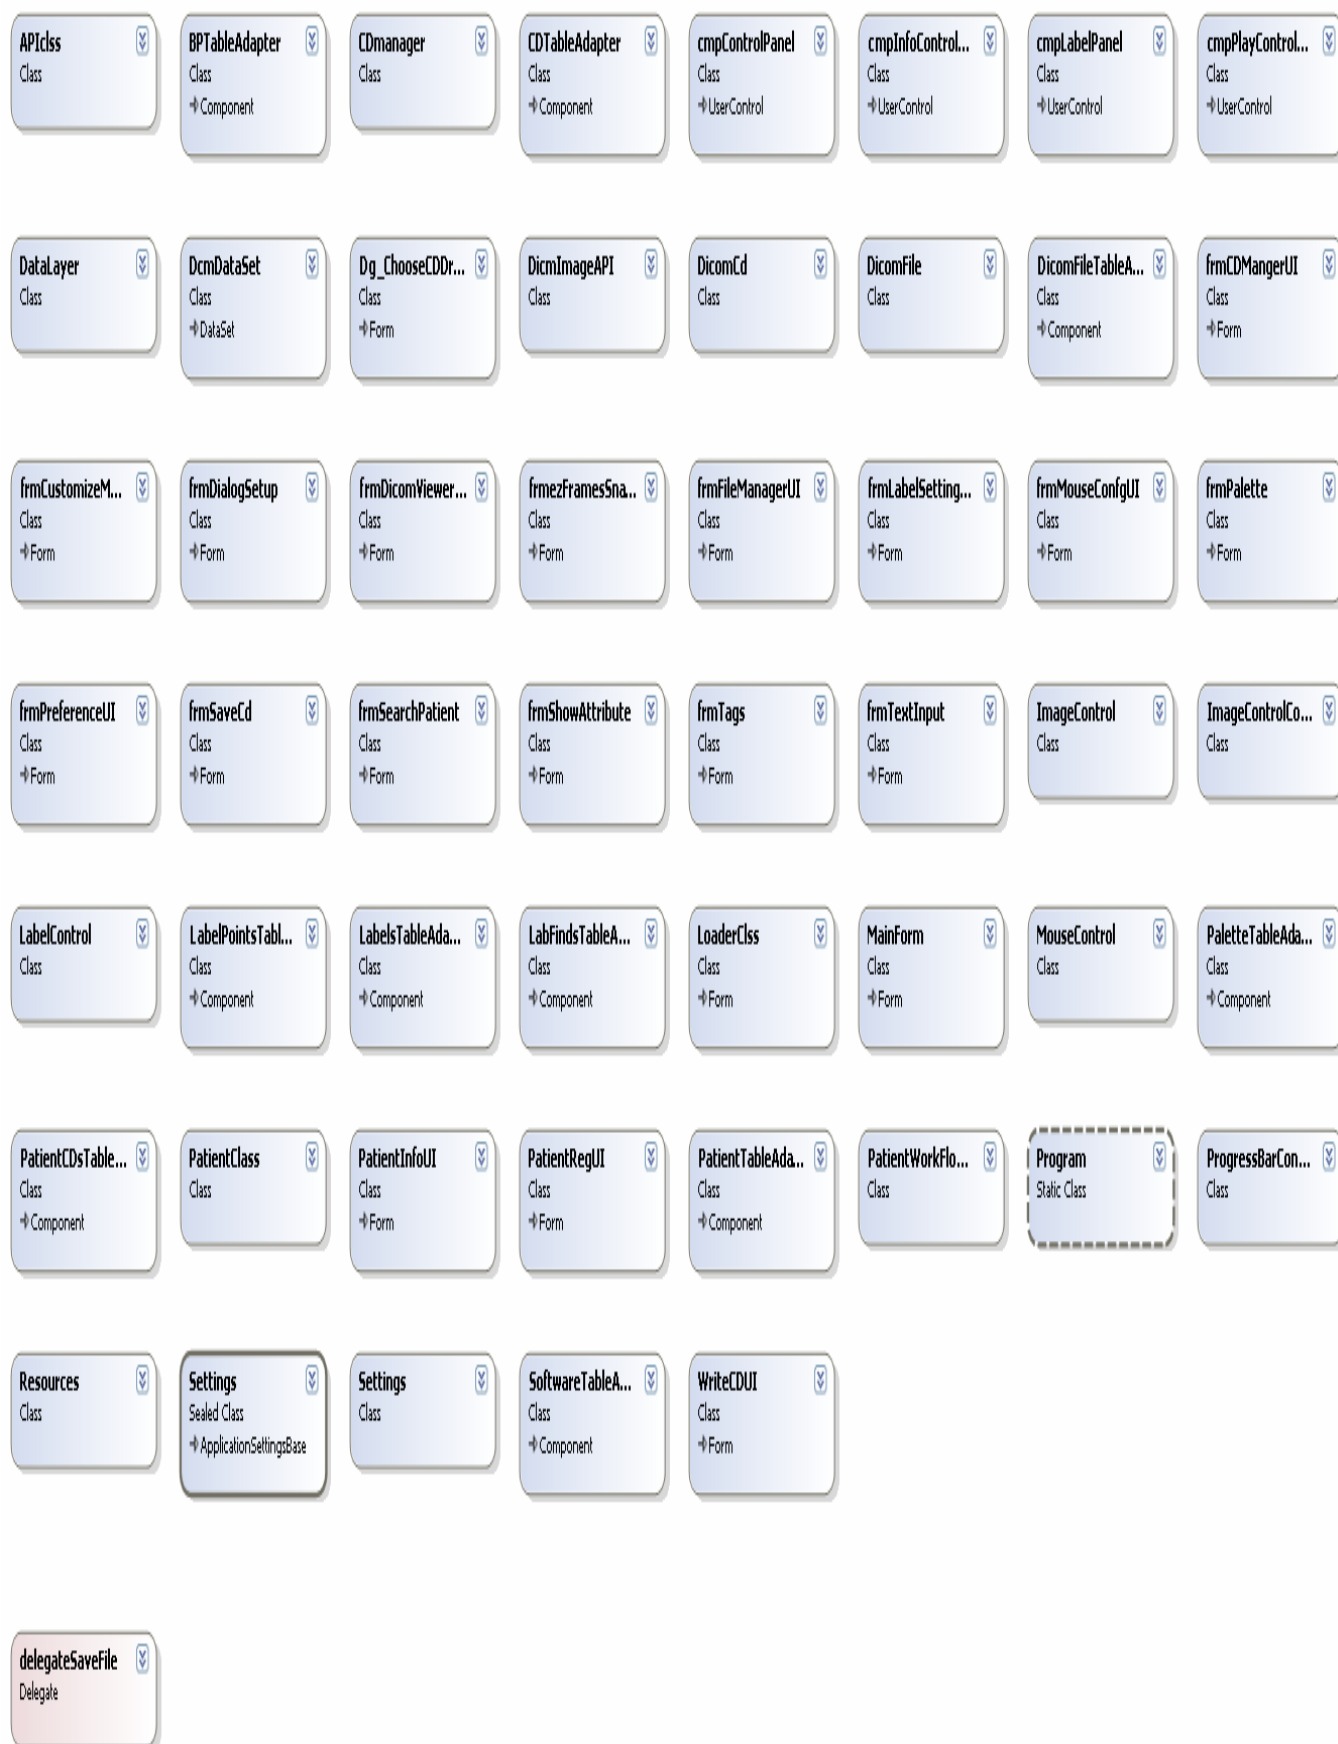 APIclss BPTableAdapter CDmanager CDTableAdapter cmpControlPanel cmpInfoControl... cmpLabelPanel cmpPlayControl...
Class Class Class Class Class Class Class Class
Component Component UserControl UserControl UserControl UserControl
DataLayer DcmDataSet Dg_ChooseCDDr... DicmImageAPI DicomCd DicomFile DicomFileTableA... frmCDMangerUI
Class Class Class Class Class Class Class Class
DataSet Form Component Form
frmCustomizeM... frmDialogSetup frmDicomViewer... frmezFramesSna... frmFileManagerUI frmLabelSetting... frmMouseConfgUI frmPalette
Class Class Class Class Class Class Class Class
Form Form Form Form Form Form Form Form
frmPreferenceUI frmSaveCd frmSearchPatient frmShowAttribute frmTags frmTextInput ImageControl ImageControlCo...
Class Class Class Class Class Class Class Class
Form Form Form Form Form Form
LabelControl LabelPointsTabl... LabelsTableAda... LabFindsTableA... LoaderClss MainForm MouseControl PaletteTableAda...
Class Class Class Class Class Class Class Class
Component Component Component Form Form Component
PatientCDsTable... PatientClass PatientInfoUI PatientRegUI PatientTableAda... PatientWorkFlo... Program ProgressBarCon...
Class Class Class Class Class Class Static Class Class
Component Form Form Component
Resources Settings Settings SoftwareTableA... WriteCDUI
Class Sealed Class Class Class Class
ApplicationSettingsBase Component Form
delegateSaveFile
Delegate